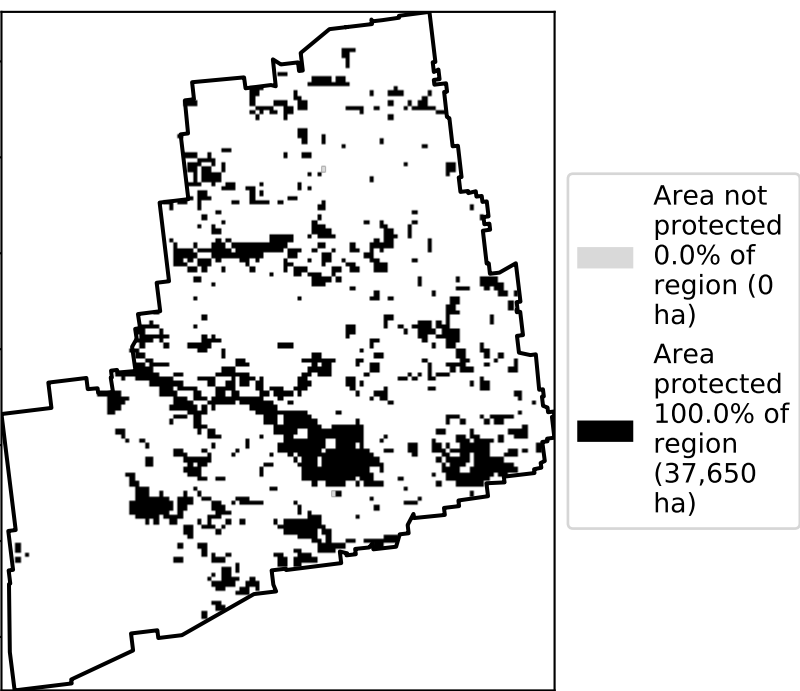 Area not
protected
0.0% of
region (0
ha)
Area
protected
100.0% of
region
(37,650
ha)